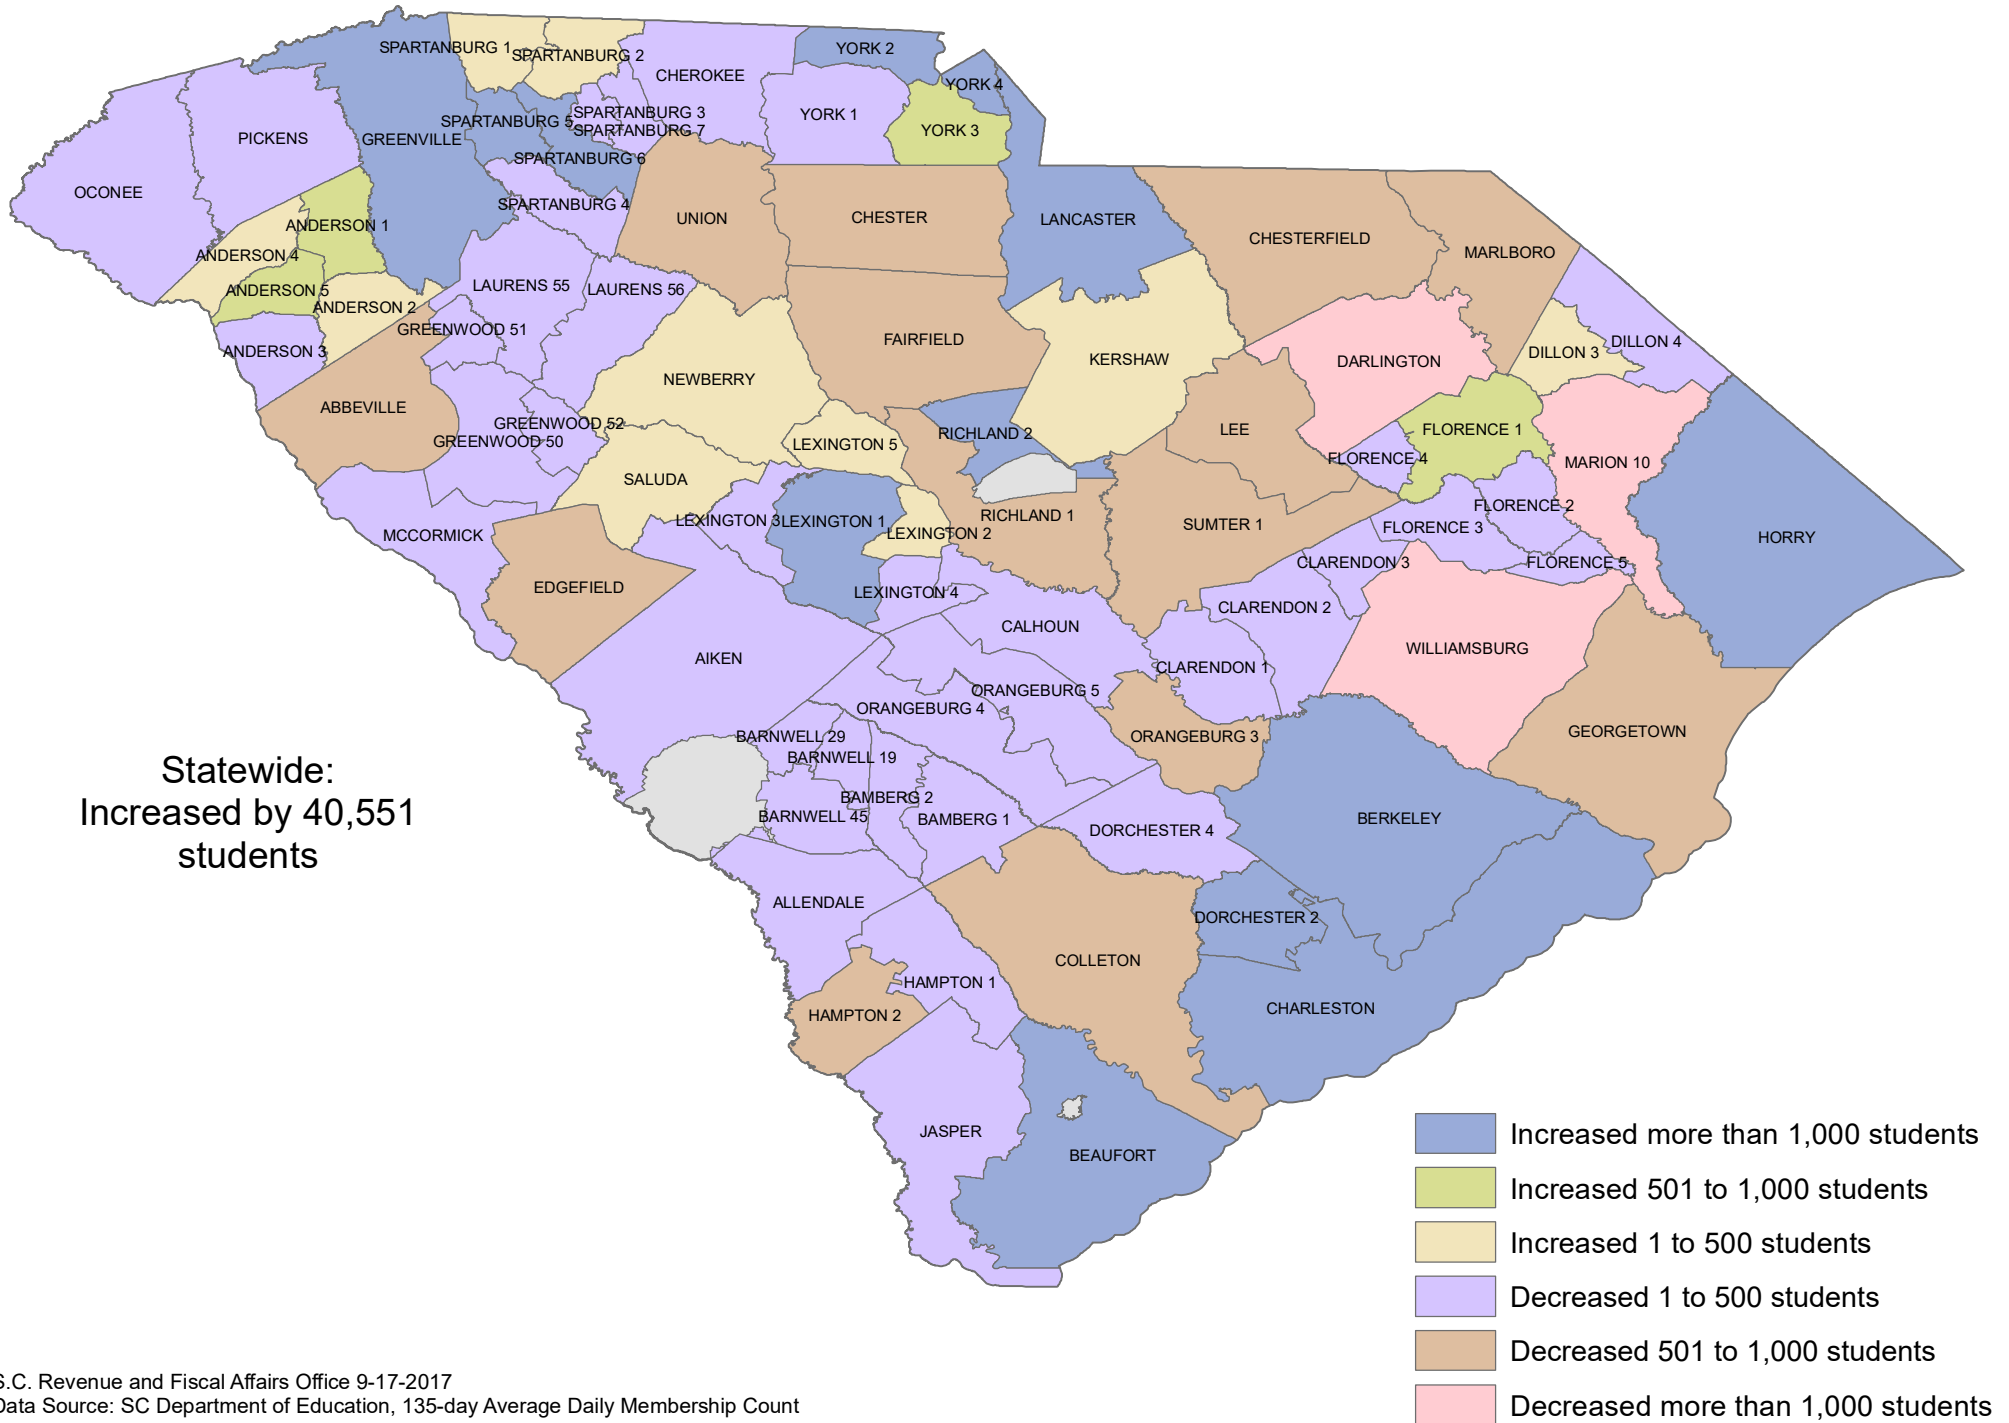 SPARTANBURG 1
SPARTANBURG 2
YORK 2
CHEROKEE
YORK 4
SPARTANBURG 3
YORK 1
SPARTANBURG 5
SPARTANBURG 7
YORK 3
PICKENS
GREENVILLE
SPARTANBURG 6
OCONEE
SPARTANBURG 4
UNION
CHESTER
LANCASTER
ANDERSON 1
CHESTERFIELD
MARLBORO
ANDERSON 4
LAURENS 55
LAURENS 56
ANDERSON 5
ANDERSON 2
GREENWOOD 51
FAIRFIELD
DILLON 4
ANDERSON 3
DILLON 3
KERSHAW
DARLINGTON
NEWBERRY
ABBEVILLE
GREENWOOD 52
LEE
FLORENCE 1
RICHLAND 2
GREENWOOD 50
LEXINGTON 5
FLORENCE 4
MARION 10
SALUDA
FLORENCE 2
RICHLAND 1
LEXINGTON 3
LEXINGTON 1
SUMTER 1
FLORENCE 3
MCCORMICK
LEXINGTON 2
HORRY
CLARENDON 3
FLORENCE 5
EDGEFIELD
LEXINGTON 4
CLARENDON 2
CALHOUN
WILLIAMSBURG
AIKEN
CLARENDON 1
ORANGEBURG 5
ORANGEBURG 4
GEORGETOWN
BARNWELL 29
ORANGEBURG 3
BARNWELL 19
Statewide:
Increased by 40,551
students
BAMBERG 2
BARNWELL 45
BAMBERG 1
BERKELEY
DORCHESTER 4
ALLENDALE
DORCHESTER 2
COLLETON
HAMPTON 1
CHARLESTON
HAMPTON 2
JASPER
BEAUFORT
Increased more than 1,000 students
Increased 501 to 1,000 students
Increased 1 to 500 students
Decreased 1 to 500 students
Decreased 501 to 1,000 students
Decreased more than 1,000 students
S.C. Revenue and Fiscal Affairs Office 9-17-2017
Data Source: SC Department of Education, 135-day Average Daily Membership Count